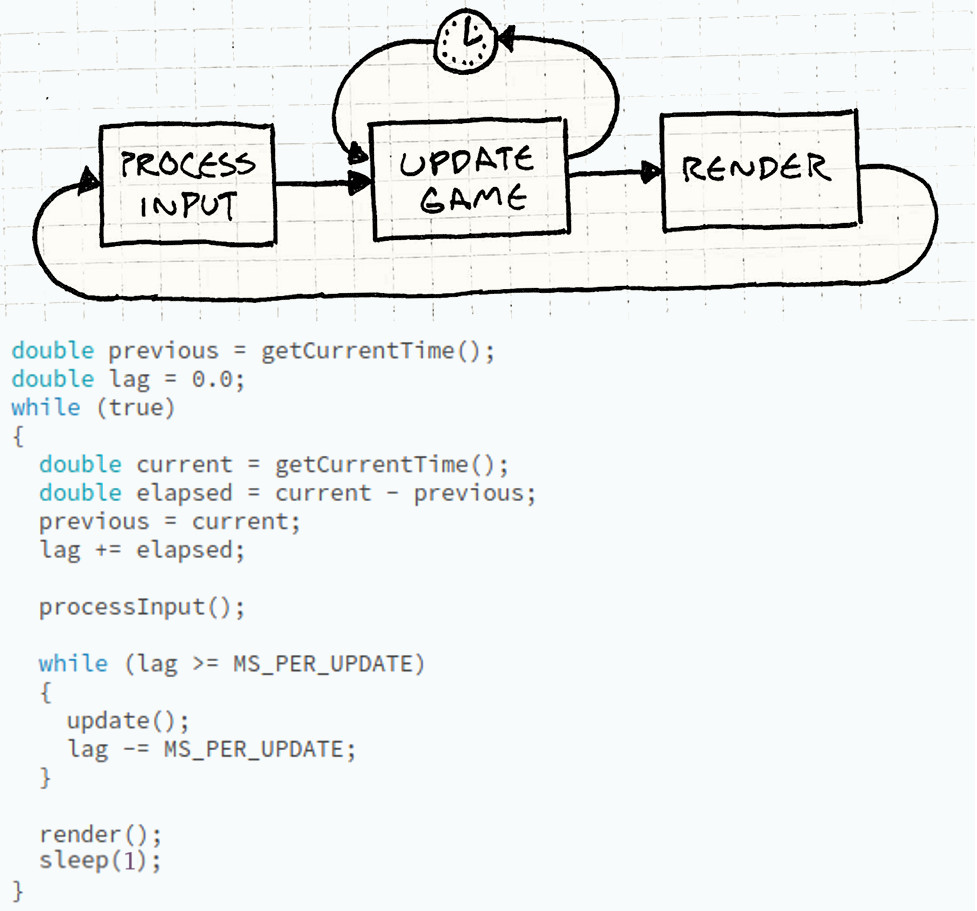 PROCESS
INPUT
UPDATE
GAME
RENDER
double previous = getCurrentTime();
double lag = 0.0;
while (true)
{
  double current = getCurrentTime();
  double elapsed = current - previous;
  previous = current;
  lag += elapsed;

  processInput();

  while (lag >= MS_PER_UPDATE)
  {
    update();
    lag -= MS_PER_UPDATE;
  }

  render();
  sleep(1);
}